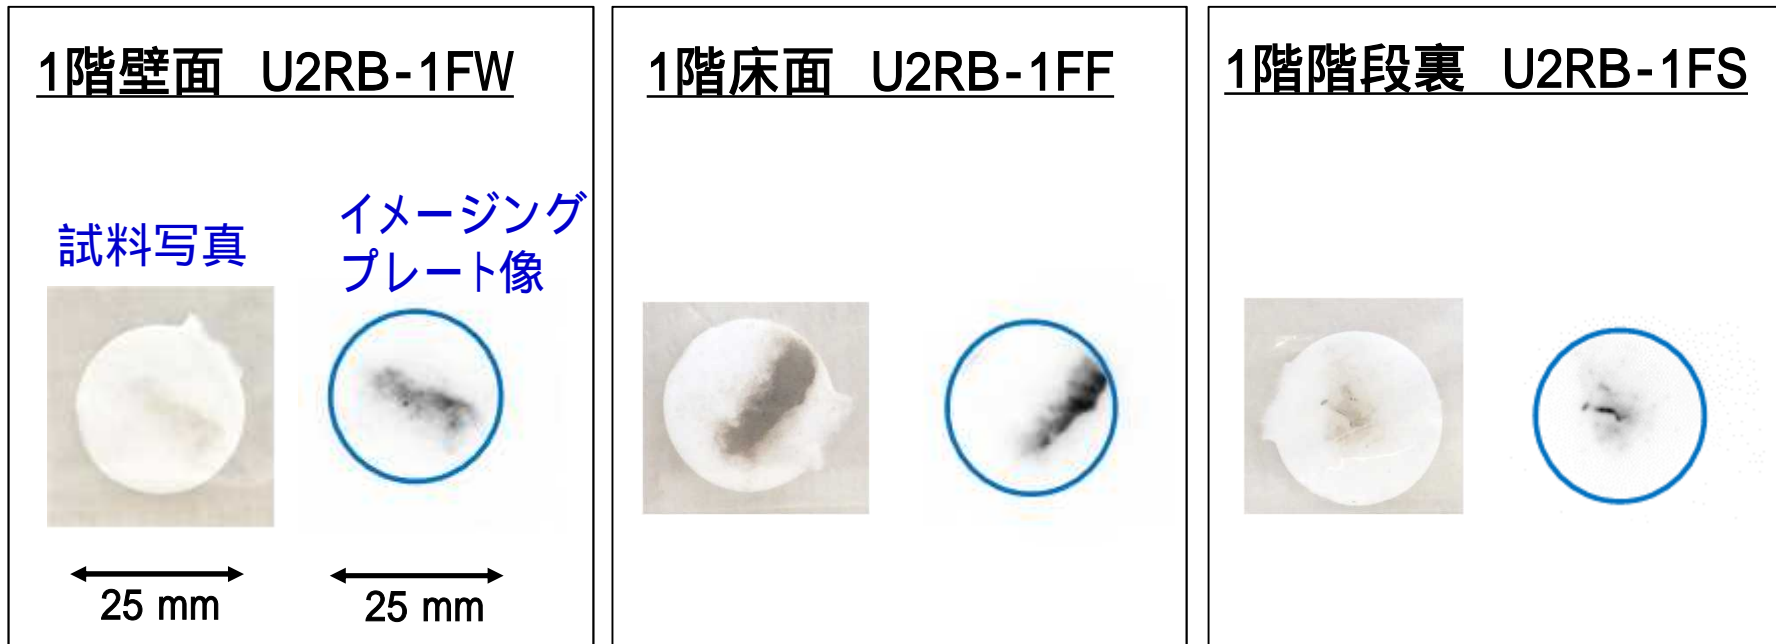 1階壁面 U2RB-1FW
試料写真
イメージング
プレート像
25 mm
25 mm
1階床面 U2RB-1FF
1階階段裏 U2RB-1FS